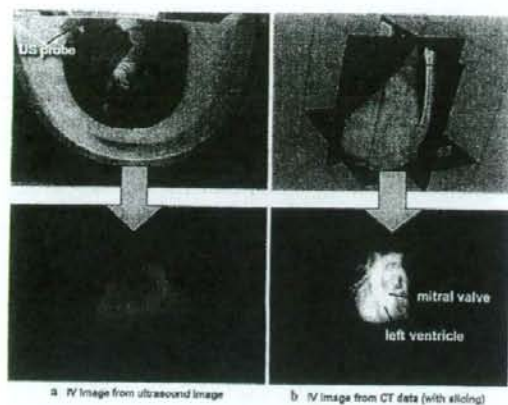 US probe
mitral valve
left ventricle
a IV image from ultrasound image
b IV image from CT data (with slicing)